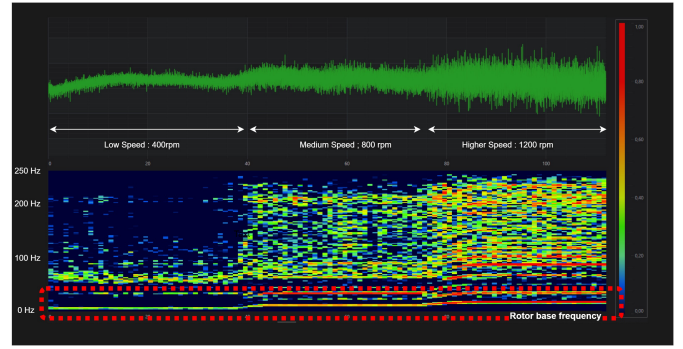 1,00
0,80
Low Speed : 400rpm
Medium Speed ; 800 rpm
Higher Speed : 1200 rpm
0 20 40 60 80 100
0,60
250 Hz
200 Hz
0,40
100 Hz
0,20
0 Hz
0,00
Rotor base frequency